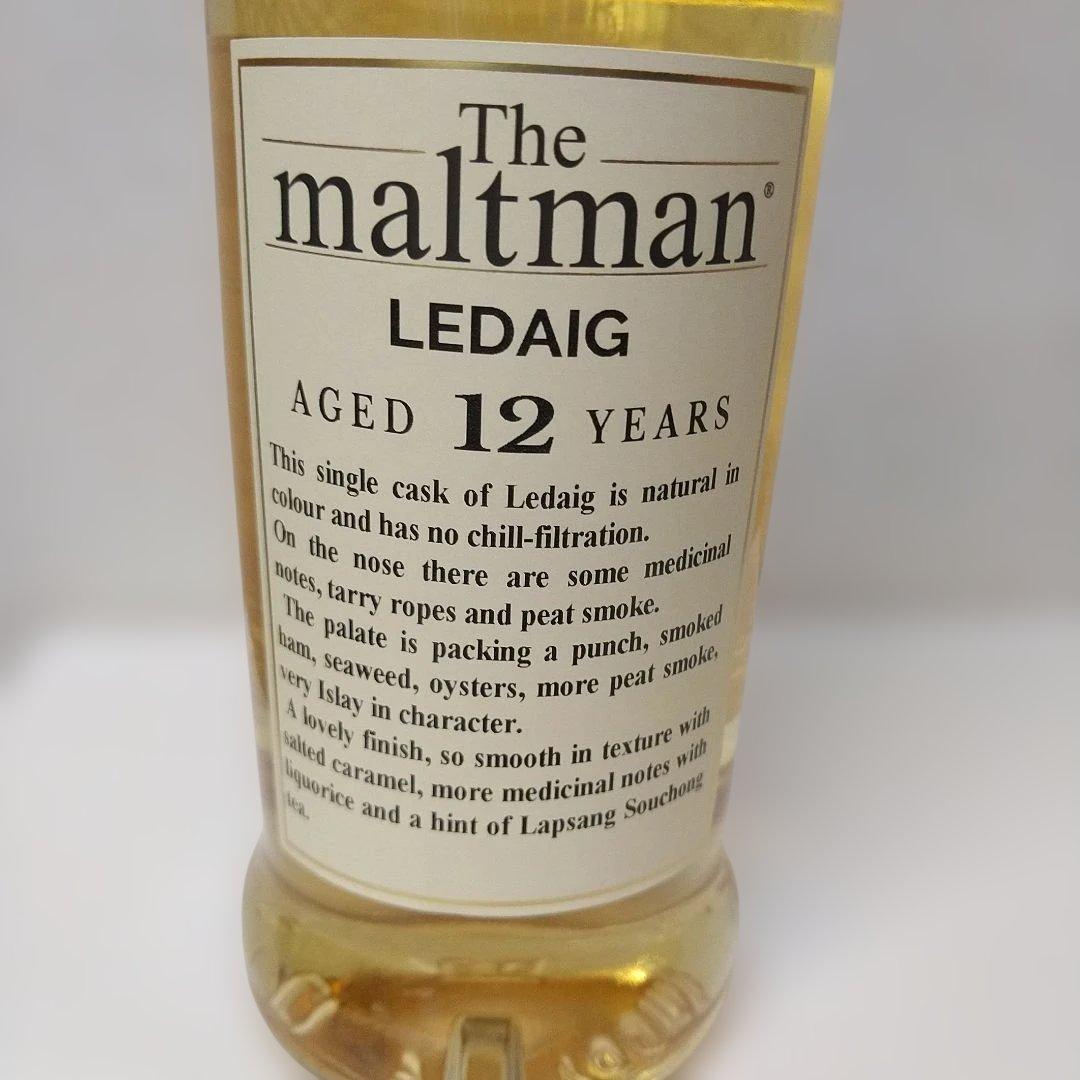 The
maltman®
LEDAIG
AGED 12 YEARS
This single cask of Ledaig is natural in
colour and has no chill-filtration.
On the nose there are some medicinal
notes, tarry ropes and peat smoke.
The palate is packing a punch, smoked
ham, seaweed, oysters, more peat smoke,
very Islay in character.
A lovely finish, so smooth in texture with
salted caramel, more medicinal notes with
liquorice and a hint of Lapsang Souchong
tea.